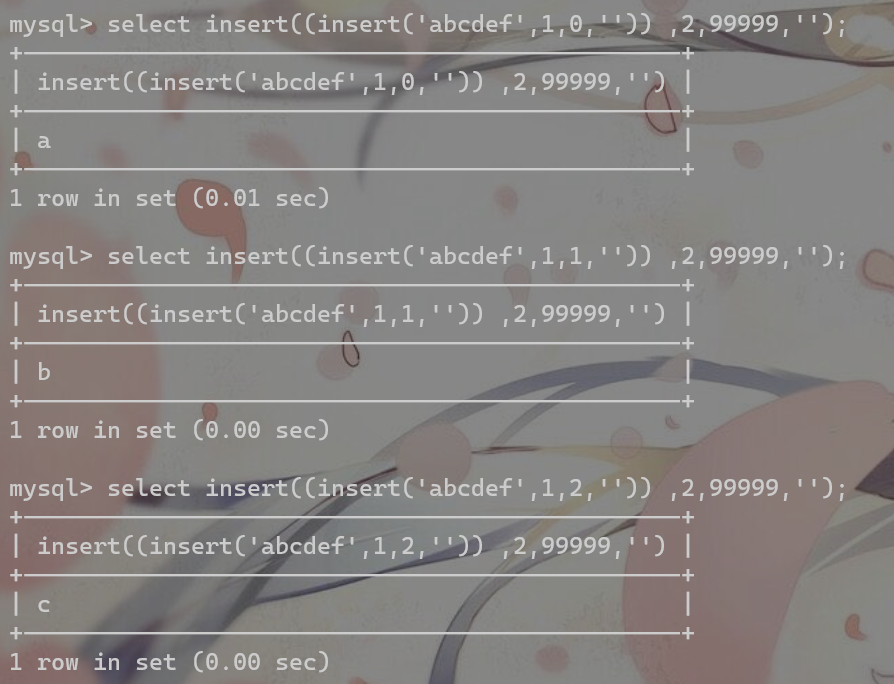 mysql> select insert((insert('abcdef',1,0,'')) ,2,99999,'');
+-----------------------------------------------+
| insert((insert('abcdef',1,0,'')) ,2,99999,'') |
+-----------------------------------------------+
| a                                             |
+-----------------------------------------------+
1 row in set (0.01 sec)
mysql> select insert((insert('abcdef',1,1,'')) ,2,99999,'');
+-----------------------------------------------+
| insert((insert('abcdef',1,1,'')) ,2,99999,'') |
+-----------------------------------------------+
| b                                             |
+-----------------------------------------------+
1 row in set (0.00 sec)
mysql> select insert((insert('abcdef',1,2,'')) ,2,99999,'');
+-----------------------------------------------+
| insert((insert('abcdef',1,2,'')) ,2,99999,'') |
+-----------------------------------------------+
| c                                             |
+-----------------------------------------------+
1 row in set (0.00 sec)